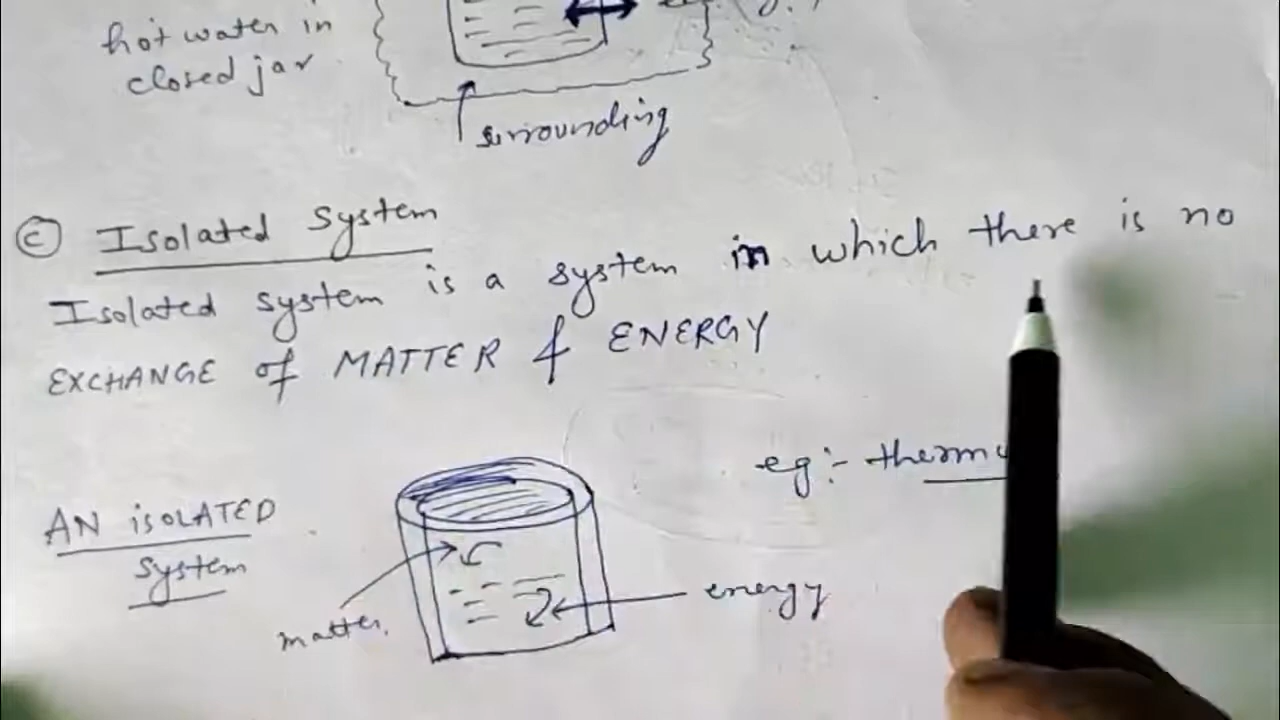 hot water in
closed jar
surrounding
c Isolated system
Isolated system is a system in which there is no
EXCHANGE of MATTER & ENERGY
eg:- therm
AN ISOLATED
system
matter.
energy